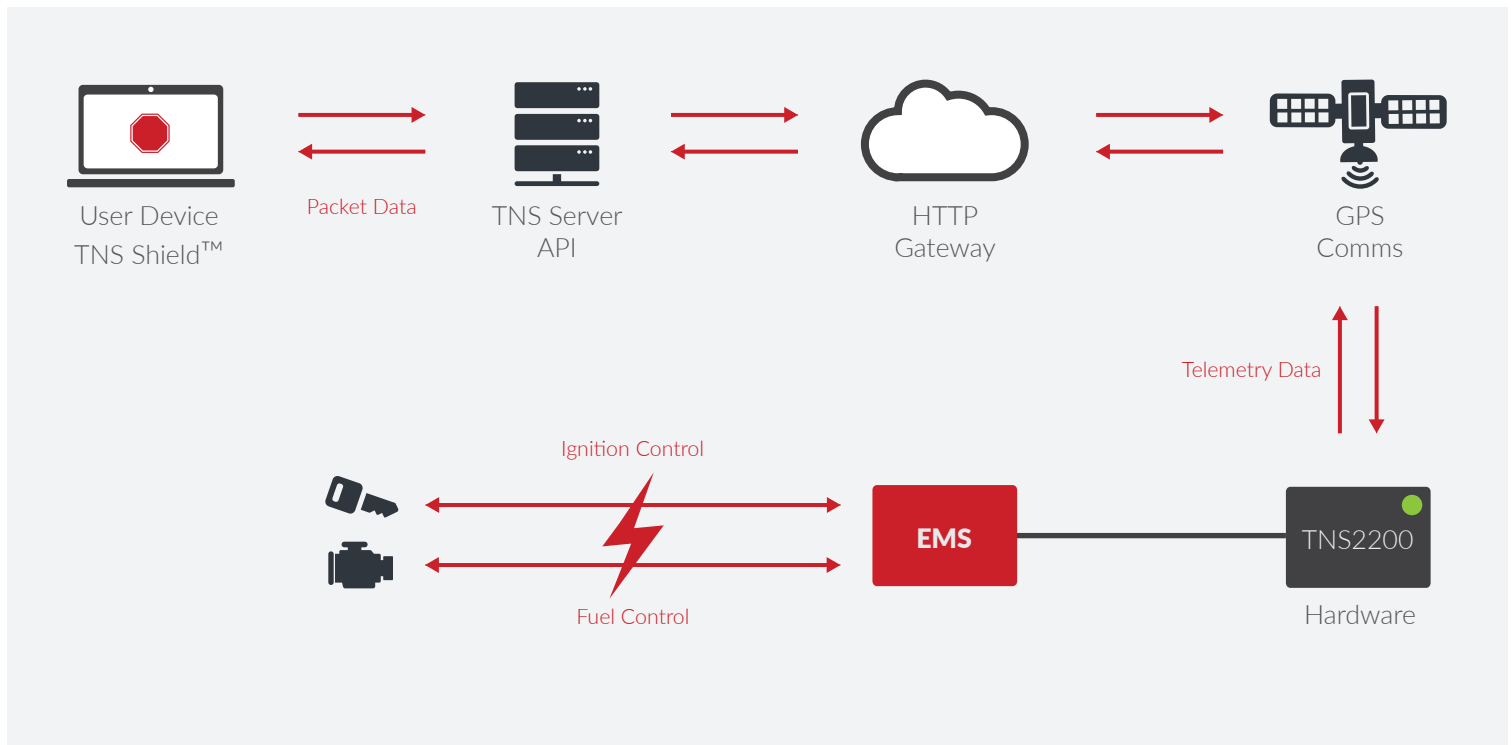 User Device
TNS Shield™
Packet Data
TNS Server
API
HTTP
Gateway
GPS
Comms
Telemetry Data
Ignition Control
Fuel Control
EMS
TNS2200
Hardware